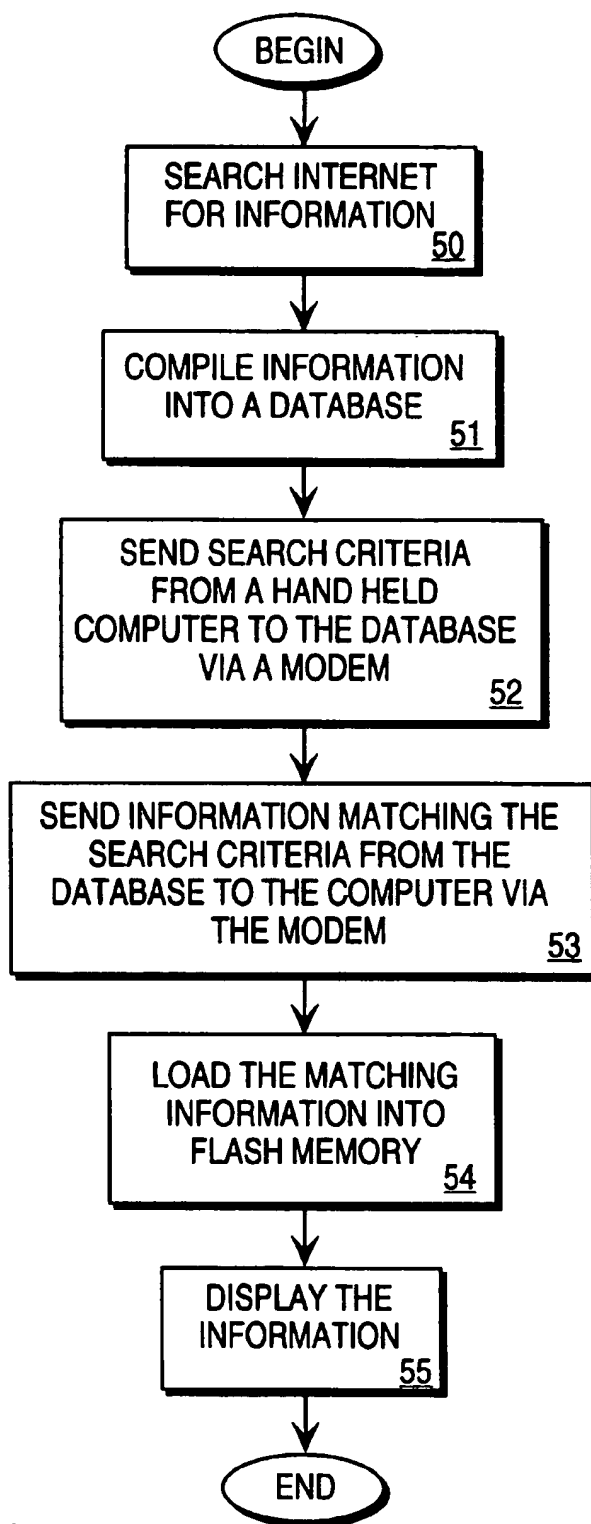 BEGIN
SEARCH INTERNET
FOR INFORMATION
50
COMPILE INFORMATION
INTO A DATABASE
51
SEND SEARCH CRITERIA
FROM A HAND HELD
COMPUTER TO THE DATABASE
VIA A MODEM
52
SEND INFORMATION MATCHING THE
SEARCH CRITERIA FROM THE
DATABASE TO THE COMPUTER VIA
THE MODEM
53
LOAD THE MATCHING
INFORMATION INTO
FLASH MEMORY
54
DISPLAY THE
INFORMATION
55
END